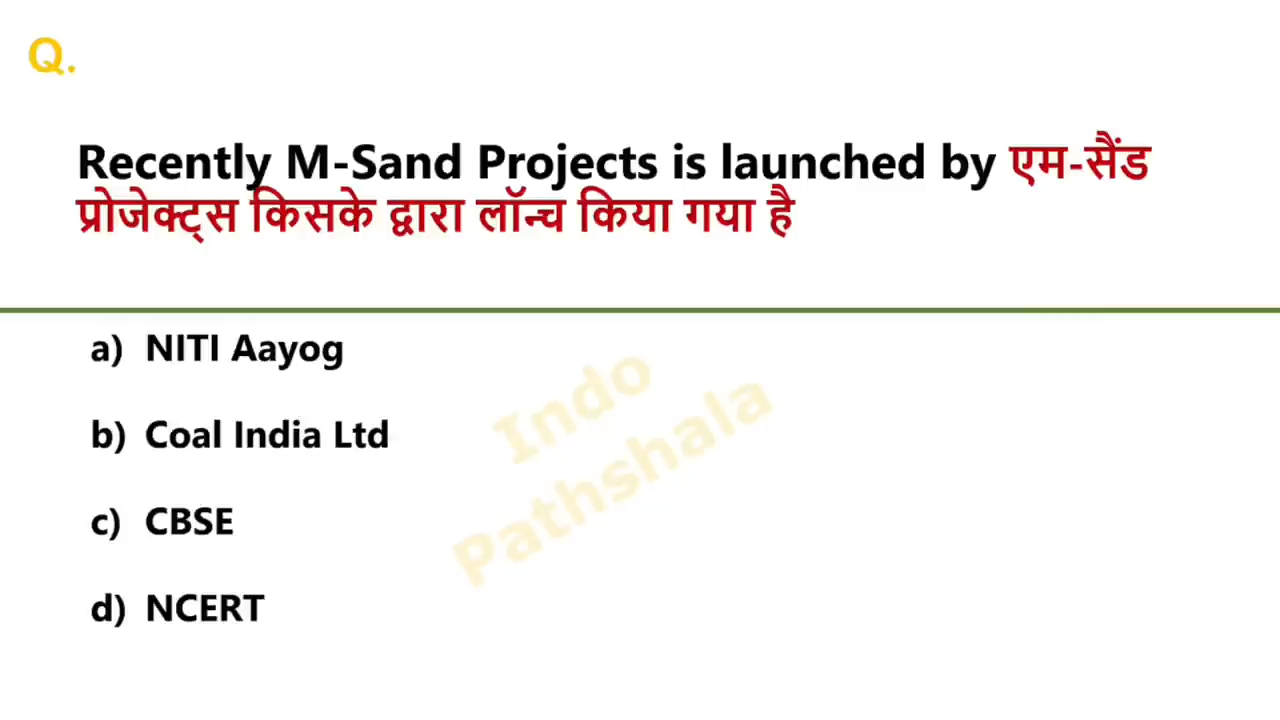 Q.
Recently M-Sand Projects is launched by एम-सैंड
प्रोजेक्ट्स किसके द्वारा लॉन्च किया गया है
a) NITI Aayog
b) Coal India Ltd
c) CBSE
d) NCERT
Indo
Pathshala